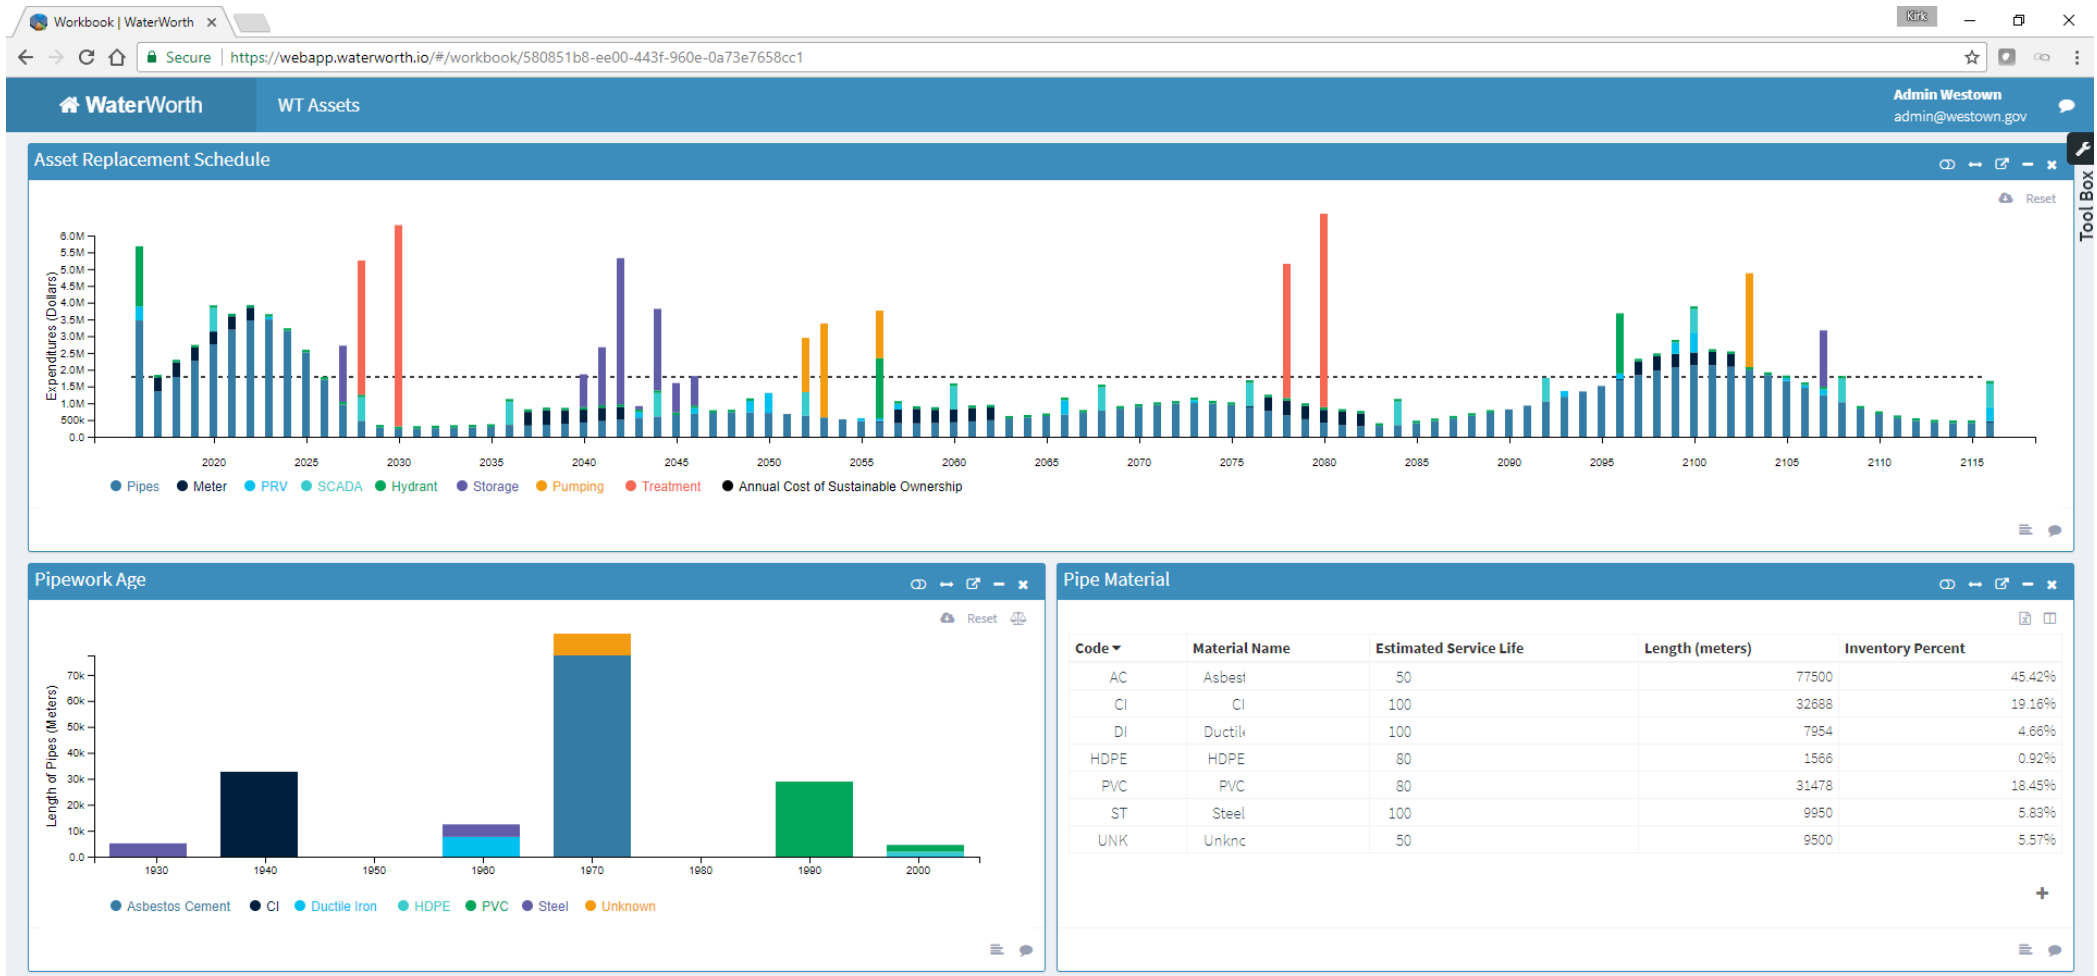 Workbook | WaterWorth
Kirk
Secure | https://webapp.waterworth.io/#/workbook/580851b8-ee00-443f-960e-0a73e7658cc1
WaterWorth WT Assets
Admin Westown
admin@westown.gov
Tool Box
Asset Replacement Schedule
Reset
Expenditures (Dollars)
6.0M
5.5M
5.0M
4.5M
4.0M
3.5M
3.0M
2.5M
2.0M
1.5M
1.0M
500k
0.0
2020 2025 2030 2035 2040 2045 2050 2055 2060 2065 2070 2075 2080 2085 2090 2095 2100 2105 2110 2115
Pipes Meter PRV SCADA Hydrant Storage Pumping Treatment Annual Cost of Sustainable Ownership
Pipework Age
Reset
Length of Pipes (Meters)
70k
60k
50k
40k
30k
20k
10k
0.0
1930 1940 1950 1960 1970 1980 1990 2000
Asbestos Cement CI Ductile Iron HDPE PVC Steel Unknown
Pipe Material
Code Material Name Estimated Service Life Length (meters) Inventory Percent
AC Asbest 50 77500 45.42%
CI CI 100 32688 19.16%
DI Ductil 100 7954 4.66%
HDPE HDPE 80 1566 0.92%
PVC PVC 80 31478 18.45%
ST Steel 100 9950 5.83%
UNK Unkno 50 9500 5.57%